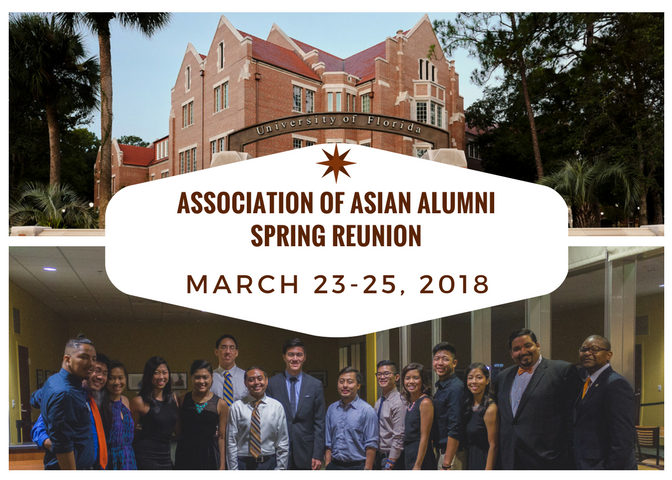 University of Florida
ASSOCIATION OF ASIAN ALUMNI
SPRING REUNION
MARCH 23-25, 2018